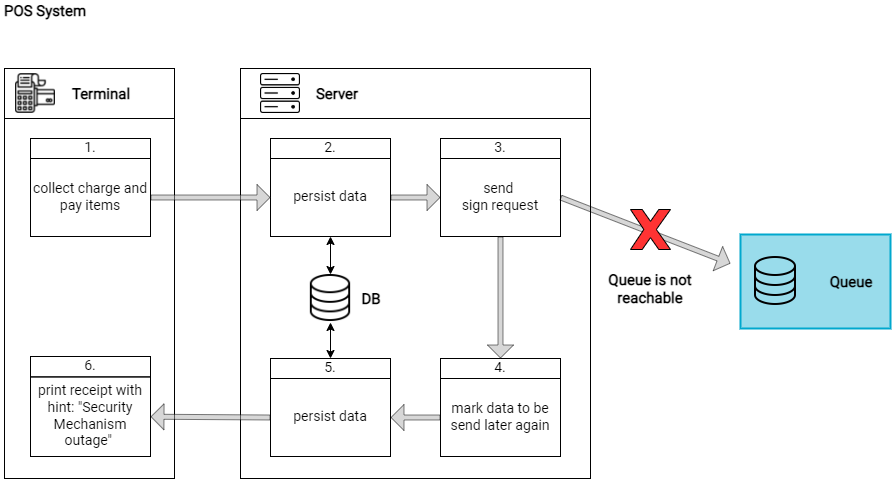 POS System
Terminal
Server
1.
collect charge and
pay items
2.
persist data
3.
send
sign request
Queue is not
reachable
Queue
DB
4.
mark data to be
send later again
5.
persist data
6.
print receipt with
hint: "Security
Mechanism
outage"